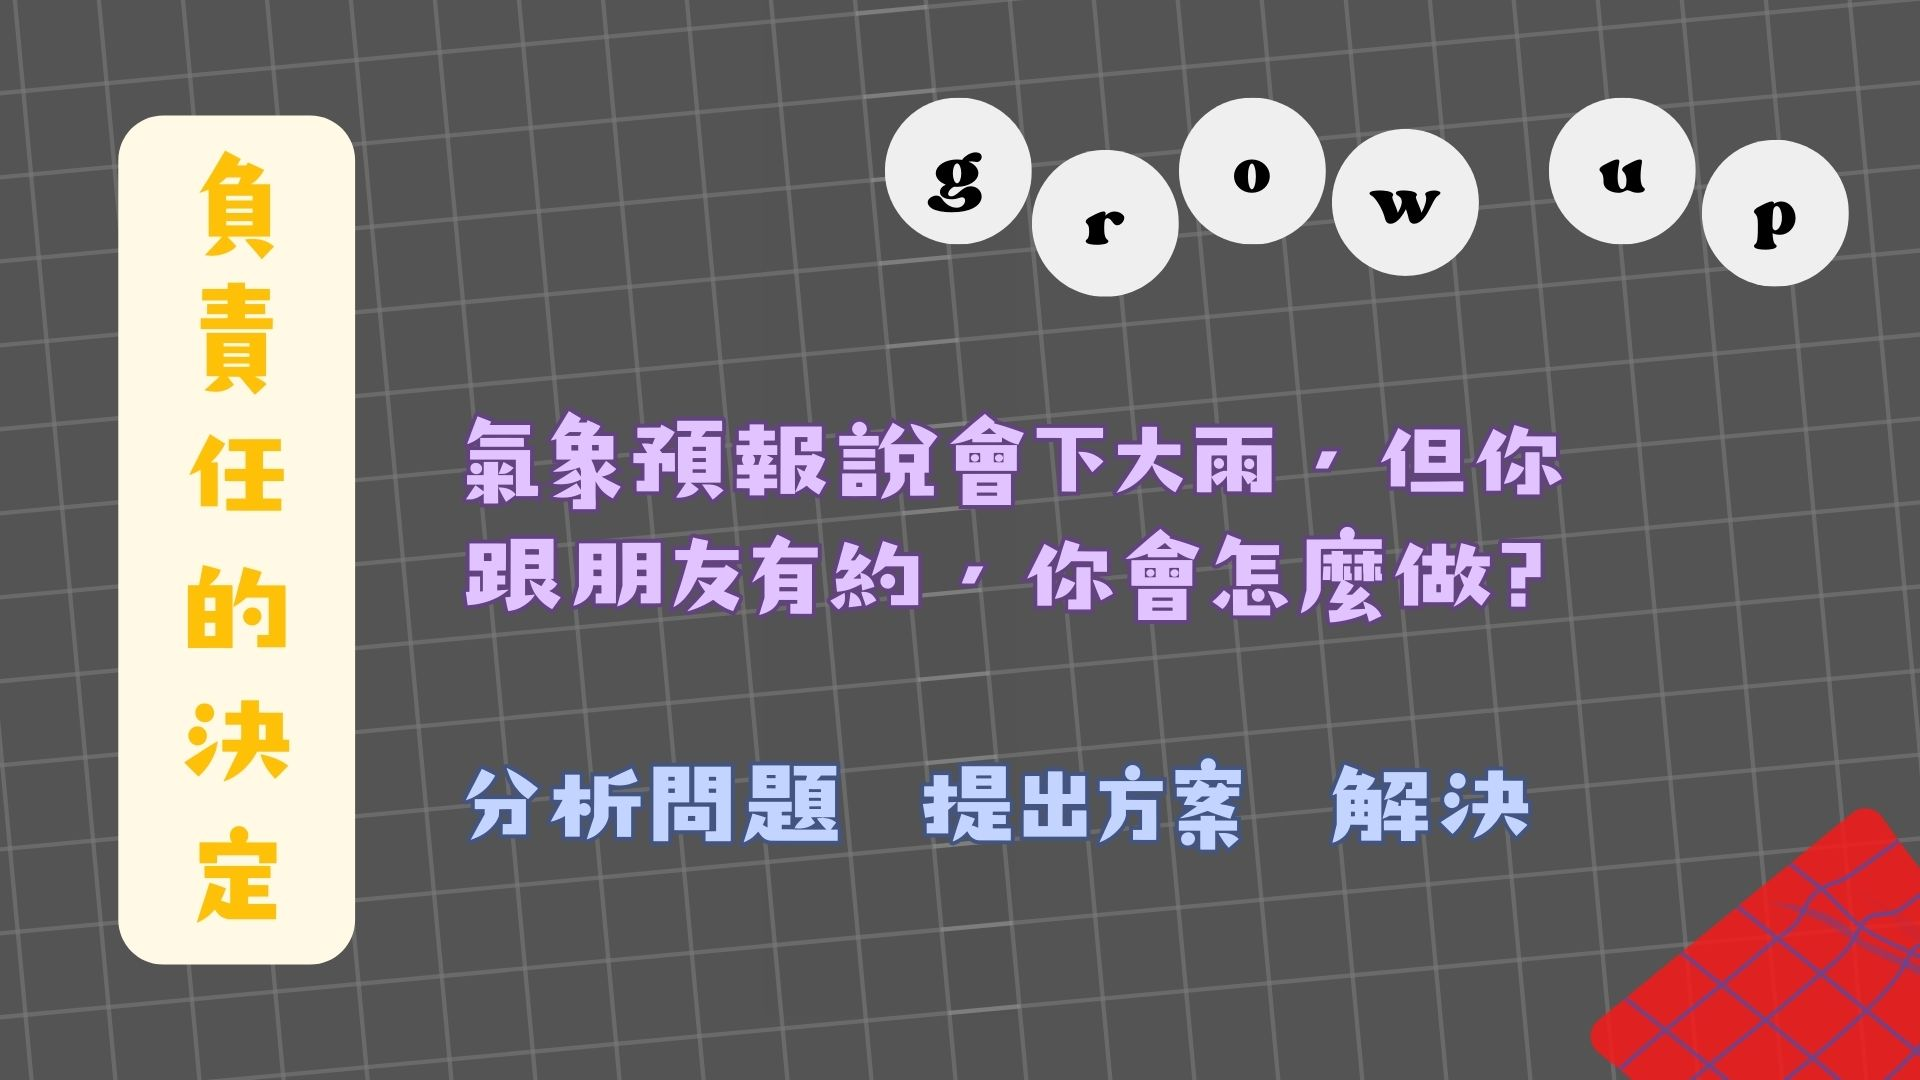 負責任的決定
grow up
氣象預報說會下大雨，但你
跟朋友有約，你會怎麼做？
分析問題 提出方案 解決